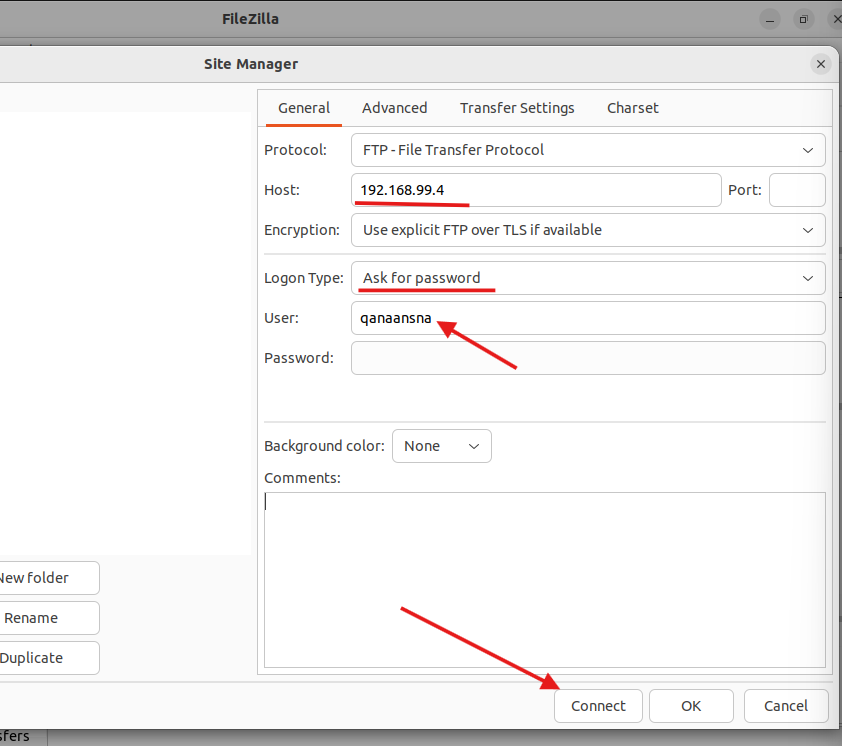 FileZilla
Site Manager
General Advanced Transfer Settings Charset
Protocol: FTP - File Transfer Protocol
Host: 192.168.99.4 Port:
Encryption: Use explicit FTP over TLS if available
Logon Type: Ask for password
User: qanaansna
Password:
Background color: None
Comments:
New folder
Rename
Duplicate
Connect OK Cancel
sfers